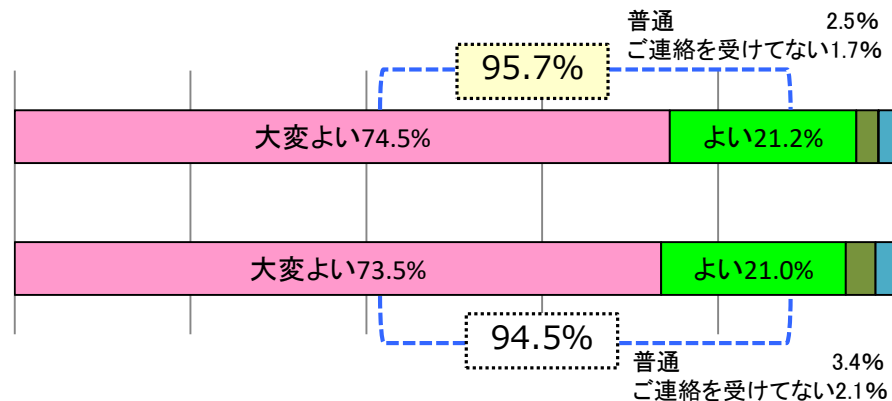 普通 2.5%
ご連絡を受けてない1.7%
95.7%
大変よい74.5%
よい21.2%
大変よい73.5%
よい21.0%
94.5%
普通 3.4%
ご連絡を受けてない2.1%